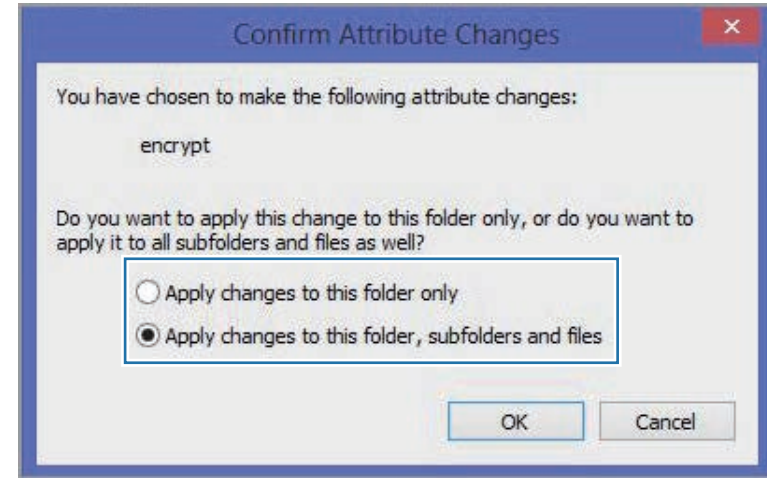 Confirm Attribute Changes
You have chosen to make the following attribute changes:
encrypt
Do you want to apply this change to this folder only, or do you want to
apply it to all subfolders and files as well?
Apply changes to this folder only
Apply changes to this folder, subfolders and files
OK Cancel